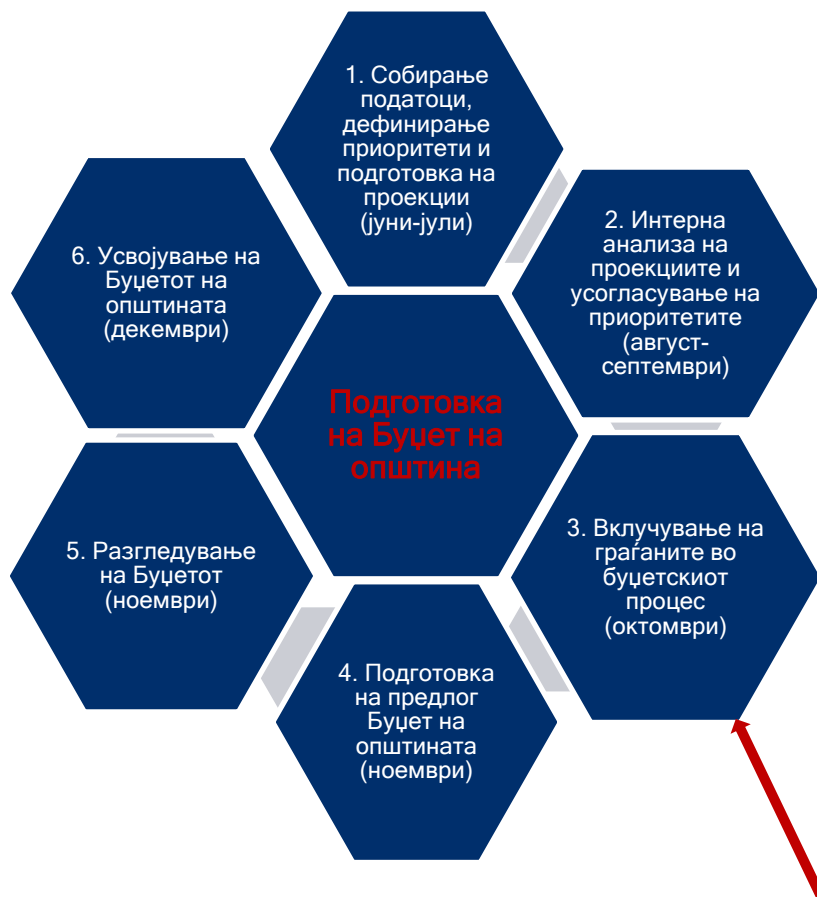 1. Собирање
податоци,
дефинирање
приоритети и
подготовка на
проекции
(јуни-јули)
2. Интерна
анализа на
проекциите и
усогласување на
приоритетите
(август-
септември)
3. Вклучување на
граѓаните во
буџетскиот
процес
(октомври)
4. Подготовка
на предлог
Буџет на
општината
(ноември)
5. Разгледување
на Буџетот
(ноември)
6. Усвојување на
Буџетот на
општината
(декември)
Подготовка
на Буџет на
општина